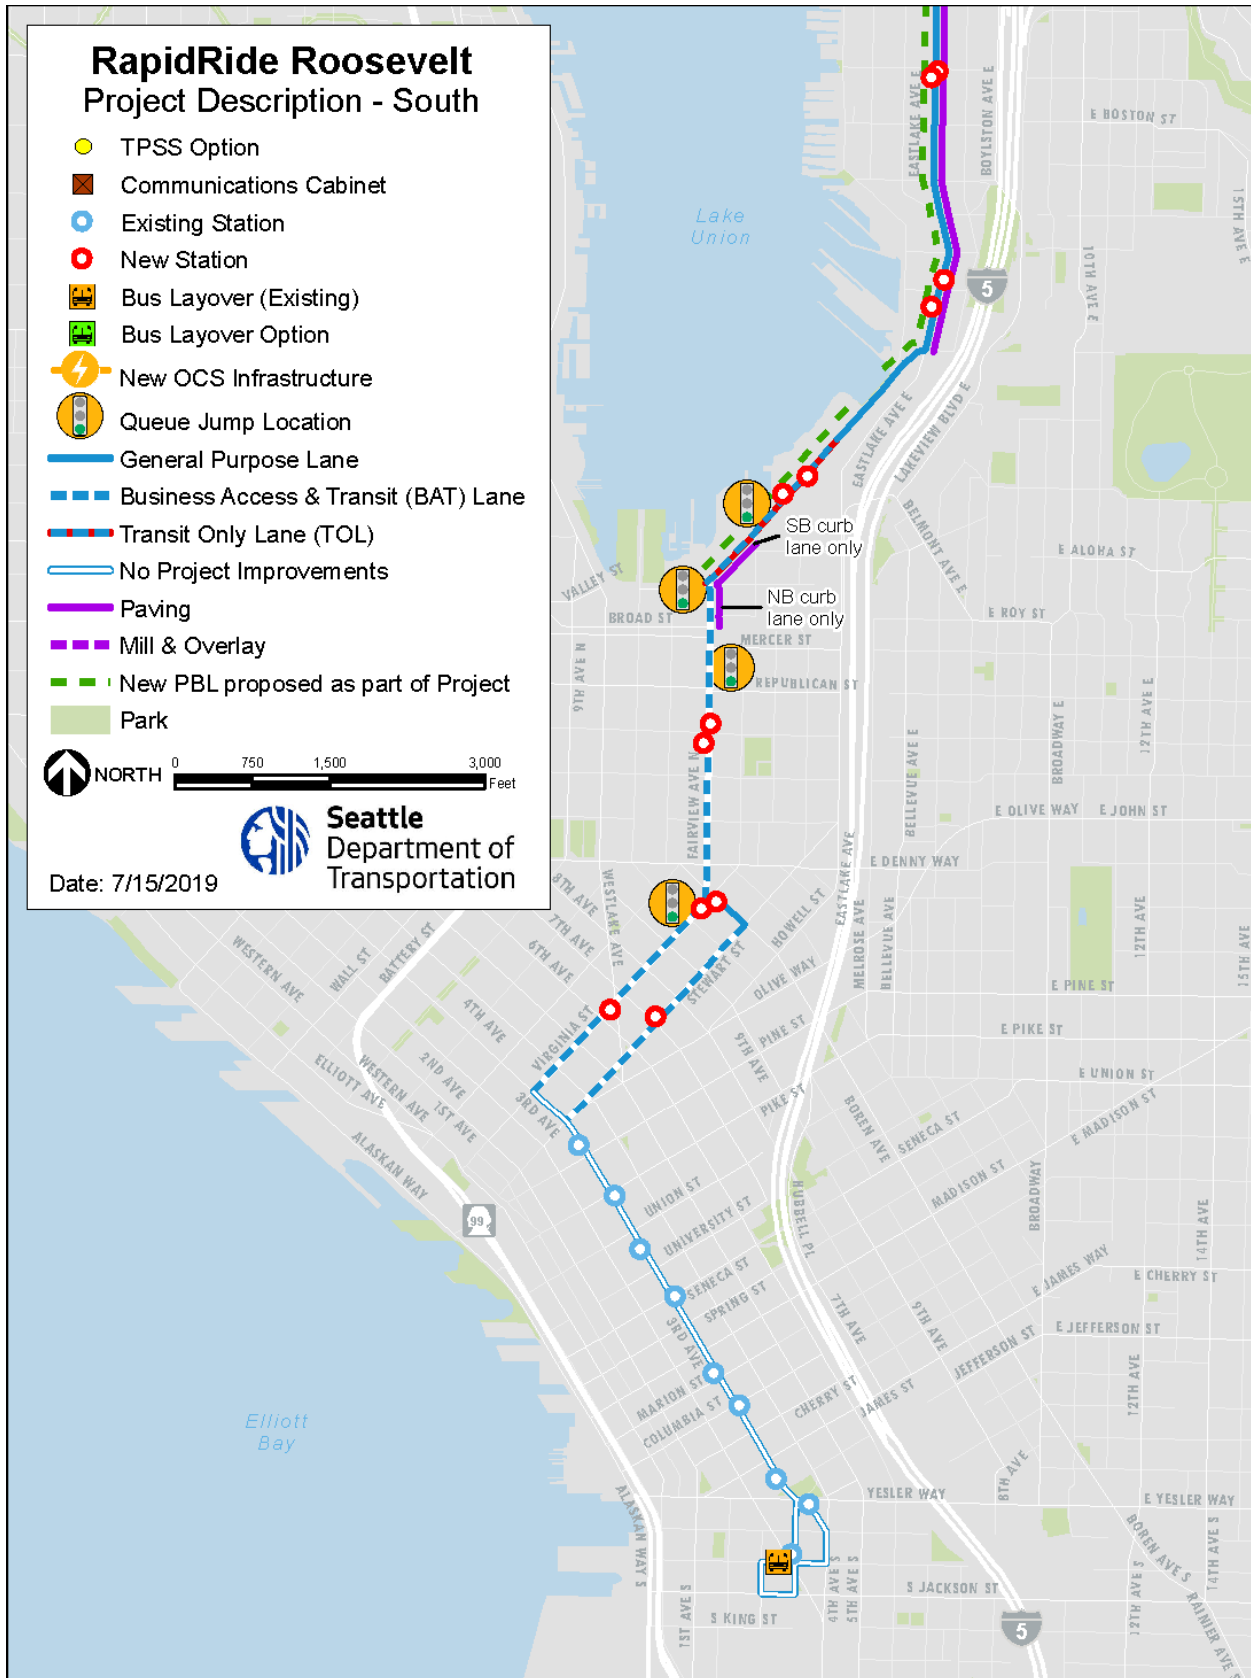 RapidRide Roosevelt
Project Description - South
TPSS Option
Communications Cabinet
Existing Station
New Station
Bus Layover (Existing)
Bus Layover Option
New OCS Infrastructure
Queue Jump Location
General Purpose Lane
Business Access & Transit (BAT) Lane
Transit Only Lane (TOL)
No Project Improvements
Paving
Mill & Overlay
New PBL proposed as part of Project
Park
NORTH
0 750 1,500 3,000
Feet
Seattle
Department of
Transportation
Date: 7/15/2019
Lake
Union
EASTLAKE AVE E
BOYLSTON AVE E
E BOSTON ST
15TH AVE E
10TH AVE E
5
EASTLAKE AVE E
LAKEVIEW BLVD E
BELMONT AVE E
E ALOHA ST
SB curb
lane only
VALLEY ST
BROAD ST
NB curb
lane only
E ROY ST
MERCER ST
REPUBLICAN ST
9TH AVE N
FAIRVIEW AVE N
BELLEVUE AVE E
BROADWAY E
12TH AVE E
E OLIVE WAY
E JOHN ST
E DENNY WAY
EASTLAKE AVE
MELROSE AVE
BELLEVUE AVE
12TH AVE
15TH AVE E
8TH AVE
7TH AVE
6TH AVE
WESTLAKE AVE
HOWELL ST
STEWART ST
OLIVE WAY
BATTERY ST
WALL ST
WESTERN AVE
4TH AVE
VIRGINIA ST
2ND AVE
WESTERN AVE
1ST AVE
ELLIOTT AVE
3RD AVE
9TH AVE
PINE ST
PIKE ST
E PINE ST
E PIKE ST
E UNION ST
BOREN AVE
SENECA ST
E MADISON ST
MADISON ST
ALASKAN WAY
99
UNION ST
UNIVERSITY ST
SENECA ST
SPRING ST
HUBBELL PL
BROADWAY
14TH AVE
E JAMES WAY
E CHERRY ST
7TH AVE
9TH AVE
E JEFFERSON ST
JEFFERSON ST
3RD AVE
MARION ST
COLUMBIA ST
CHERRY ST
JAMES ST
12TH AVE
Elliott
Bay
8TH AVE
YESLER WAY
E YESLER WAY
ALASKAN WAY S
BOREN AVE S
14TH AVE S
4TH AVE S
5TH AVE S
S JACKSON ST
12TH AVE S
RAINIER AVE S
1ST AVE S
S KING ST
5